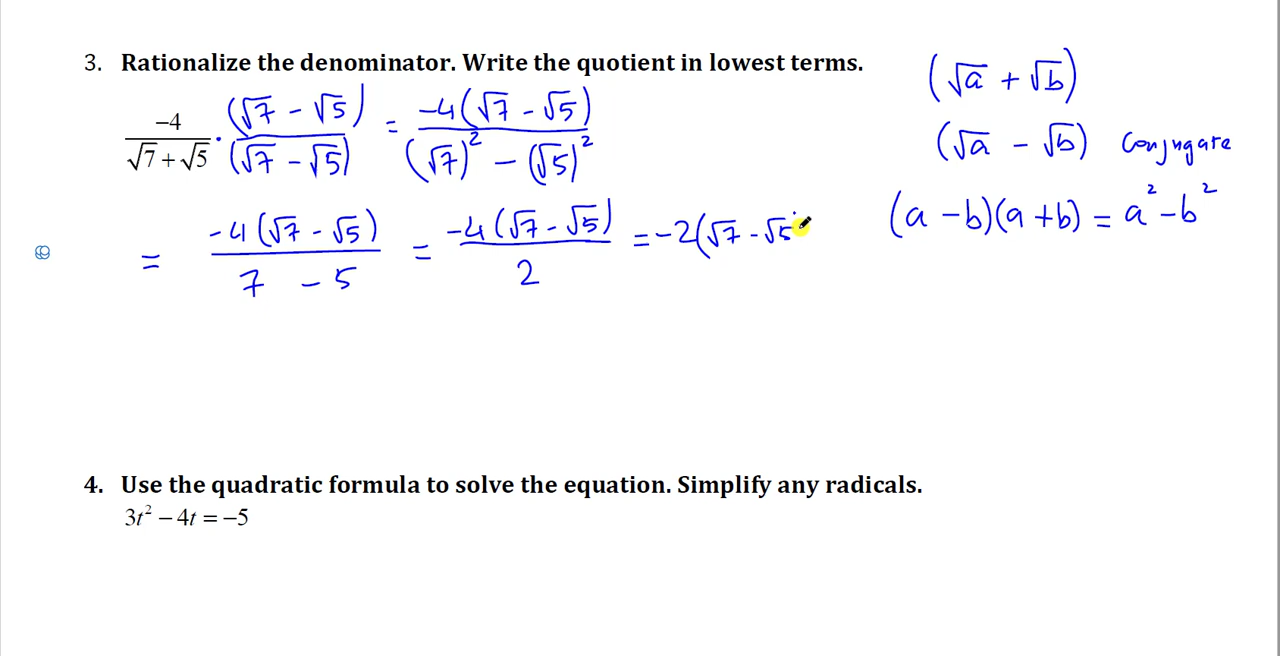 3. Rationalize the denominator. Write the quotient in lowest terms.
-4/(√7 + √5) · (√7 - √5)/(√7 - √5) = -4(√7 - √5)/((√7)² - (√5)²)
= -4(√7 - √5)/(7 - 5) = -4(√7 - √5)/2 = -2(√7 - √5
(√a + √b)
(√a - √b) conjugate
(a - b)(a + b) = a² - b²
4. Use the quadratic formula to solve the equation. Simplify any radicals.
3t² - 4t = -5